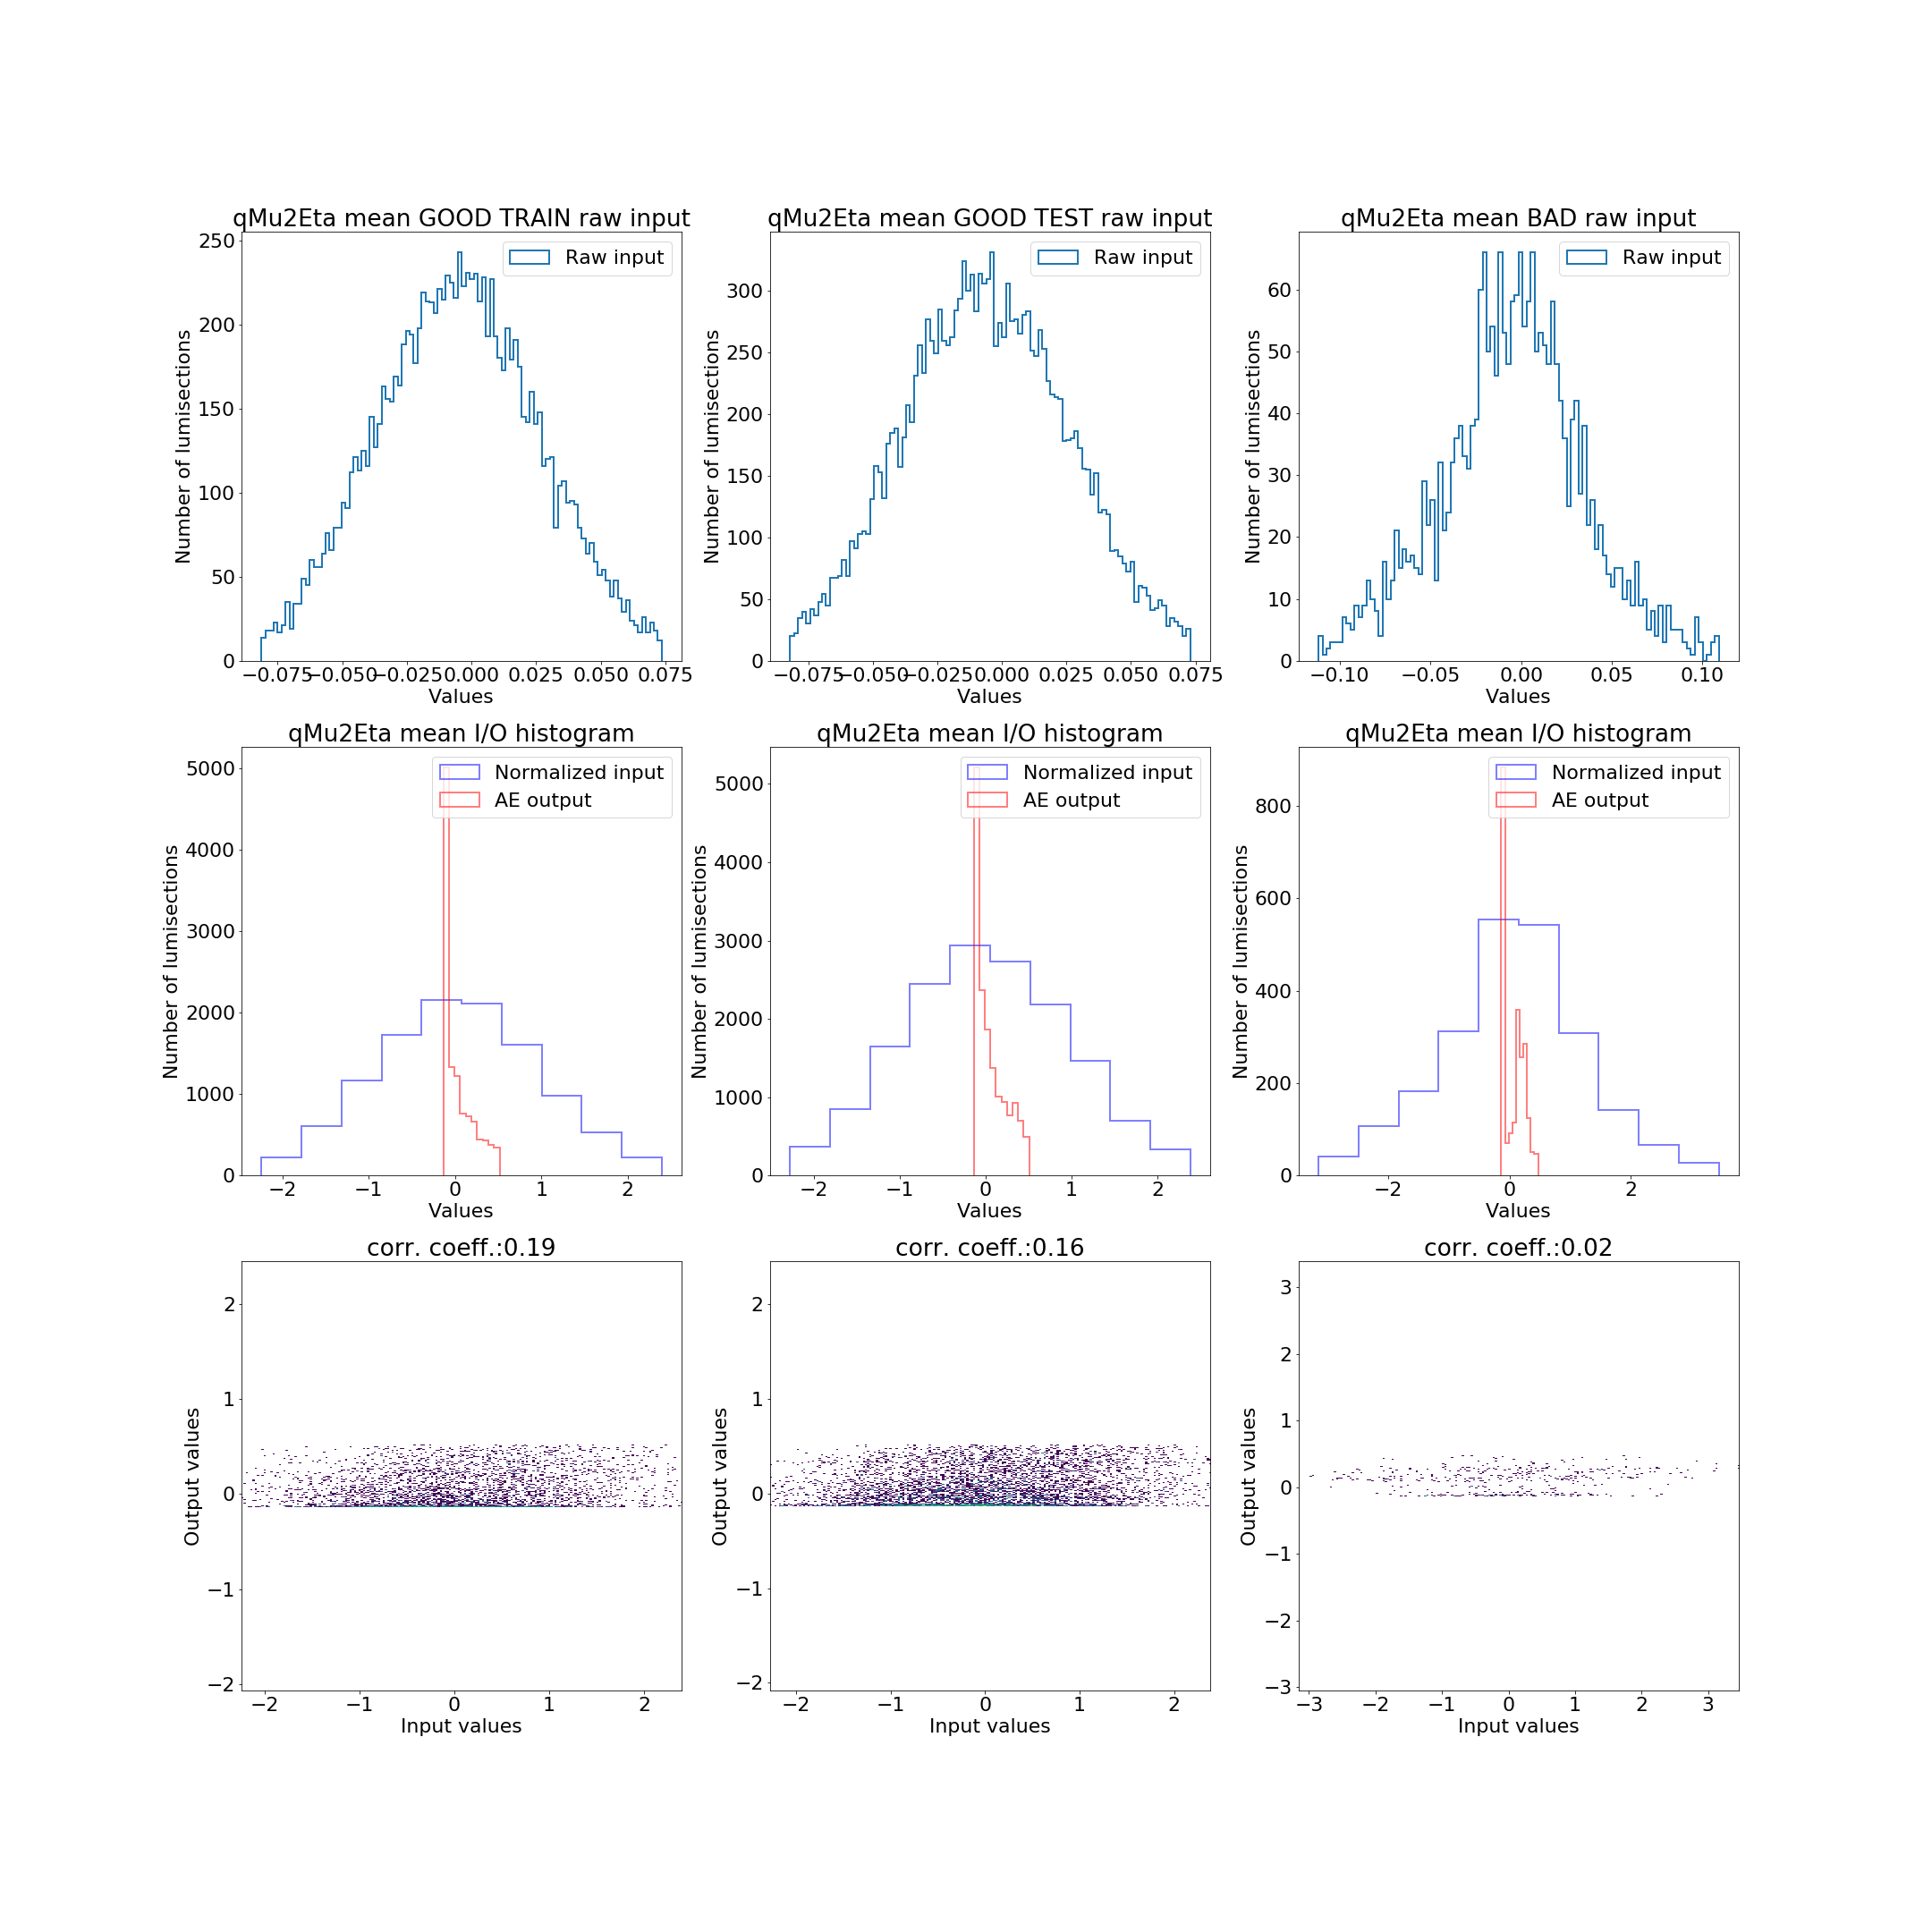 qMu2Eta mean GOOD TRAIN raw input
250
200
150
100
50
0
Number of lumisections
Raw input
−0.075 −0.050 −0.025 0.000 0.025 0.050 0.075
Values
qMu2Eta mean GOOD TEST raw input
300
250
200
150
100
50
0
Number of lumisections
Raw input
−0.075 −0.050 −0.025 0.000 0.025 0.050 0.075
Values
qMu2Eta mean BAD raw input
60
50
40
30
20
10
0
Number of lumisections
Raw input
−0.10 −0.05 0.00 0.05 0.10
Values
qMu2Eta mean I/O histogram
5000
4000
3000
2000
1000
0
Number of lumisections
Normalized input
AE output
−2 −1 0 1 2
Values
qMu2Eta mean I/O histogram
5000
4000
3000
2000
1000
0
Number of lumisections
Normalized input
AE output
−2 −1 0 1 2
Values
qMu2Eta mean I/O histogram
800
600
400
200
0
Number of lumisections
Normalized input
AE output
−2 0 2
Values
corr. coeff.:0.19
2
1
0
−1
−2
Output values
−2 −1 0 1 2
Input values
corr. coeff.:0.16
2
1
0
−1
−2
Output values
−2 −1 0 1 2
Input values
corr. coeff.:0.02
3
2
1
0
−1
−2
−3
Output values
−3 −2 −1 0 1 2 3
Input values